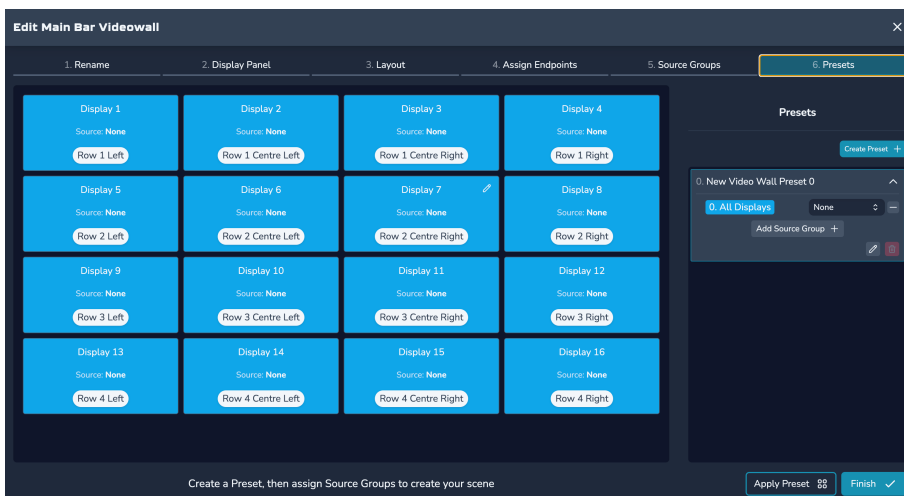 Edit Main Bar Videowall
1. Rename
2. Display Panel
3. Layout
4. Assign Endpoints
5. Source Groups
6. Presets
Display 1
Source: None
Row 1 Left
Display 2
Source: None
Row 1 Centre Left
Display 3
Source: None
Row 1 Centre Right
Display 4
Source: None
Row 1 Right
Display 5
Source: None
Row 2 Left
Display 6
Source: None
Row 2 Centre Left
Display 7
Source: None
Row 2 Centre Right
Display 8
Source: None
Row 2 Right
Display 9
Source: None
Row 3 Left
Display 10
Source: None
Row 3 Centre Left
Display 11
Source: None
Row 3 Centre Right
Display 12
Source: None
Row 3 Right
Display 13
Source: None
Row 4 Left
Display 14
Source: None
Row 4 Centre Left
Display 15
Source: None
Row 4 Centre Right
Display 16
Source: None
Row 4 Right
Presets
Create Preset +
0. New Video Wall Preset 0
0. All Displays
None
Add Source Group +
Create a Preset, then assign Source Groups to create your scene
Apply Preset
Finish